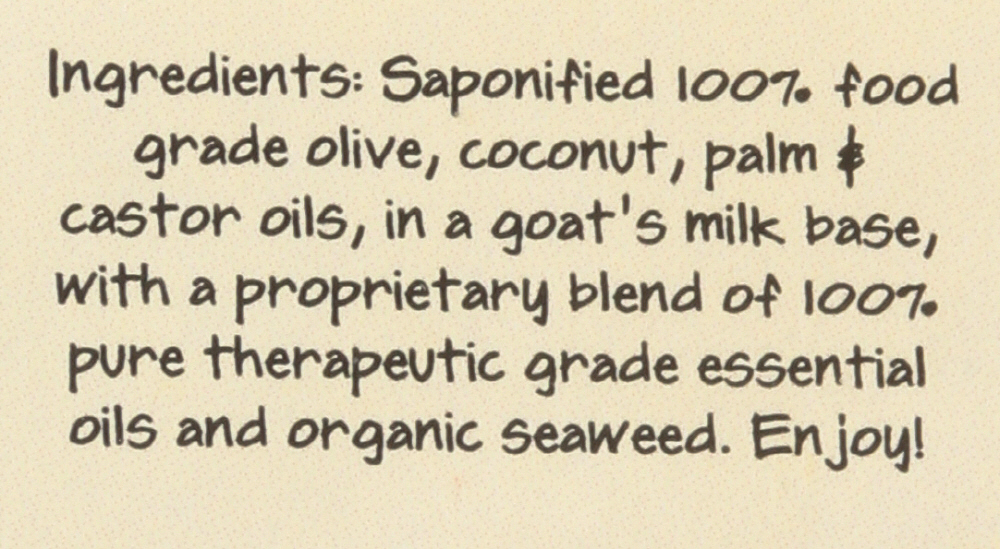 Ingredients: Saponified 100% food
grade olive, coconut, palm &
castor oils, in a goat's milk base,
with a proprietary blend of 100%
pure therapeutic grade essential
oils and organic seaweed. Enjoy!